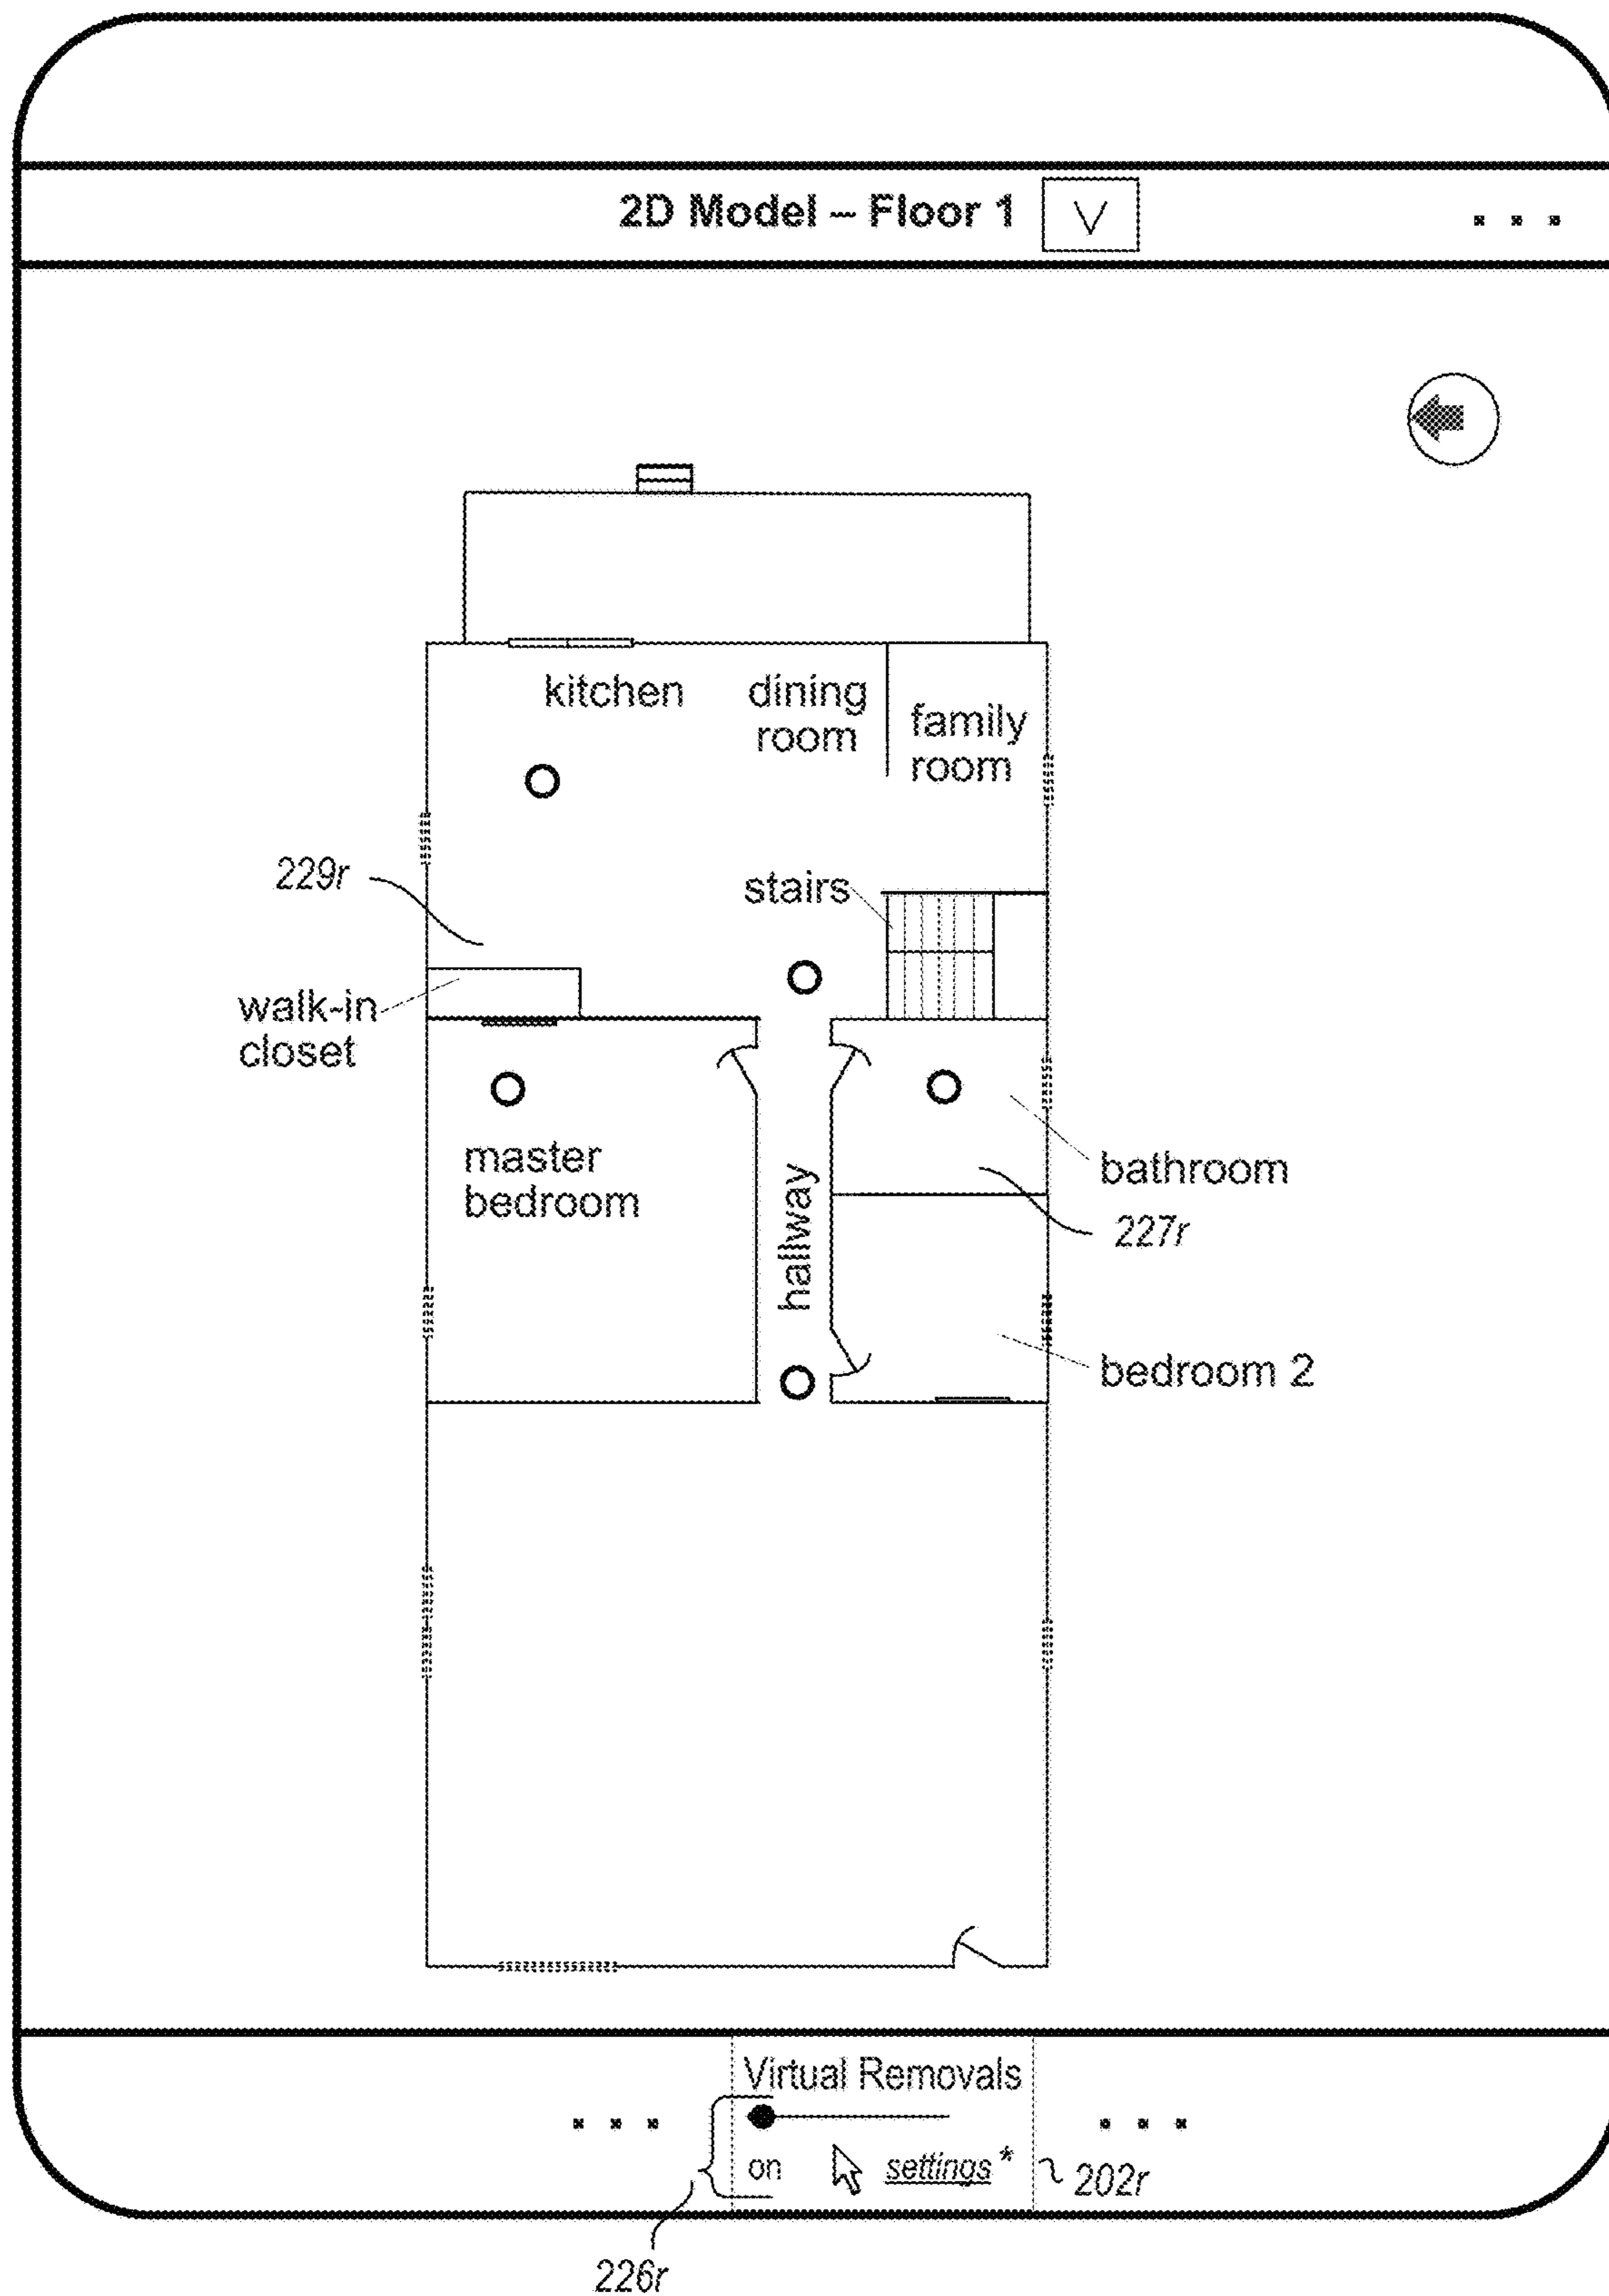 2D Model – Floor 1
V
...
kitchen
dining
room
family
room
229r
stairs
walk-in
closet
master
bedroom
hallway
bathroom
227r
bedroom 2
Virtual Removals
...
...
on
settings*
202r
226r